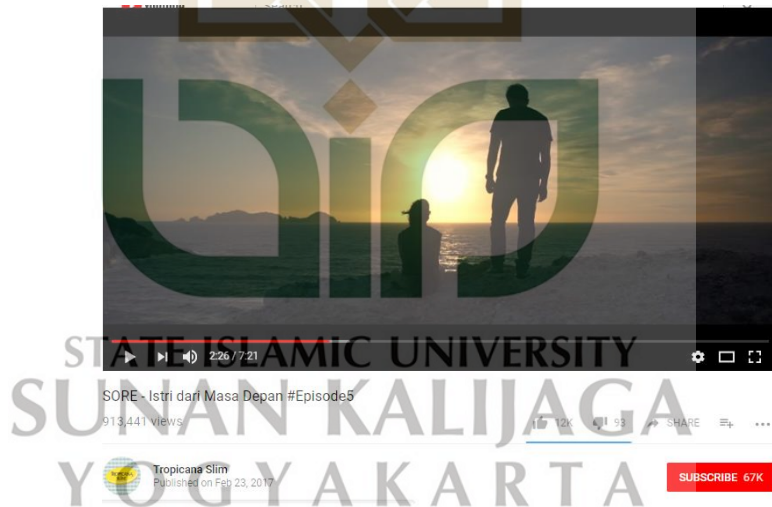 2:26 / 7:21
STATE ISLAMIC UNIVERSITY
SORE - Istri dari Masa Depan #Episode5
SUNAN KALIJAGA
913,441 views
12K 93 SHARE
YOGYAKARTA
Tropicana Slim
Published on Feb 23, 2017
SUBSCRIBE 67K